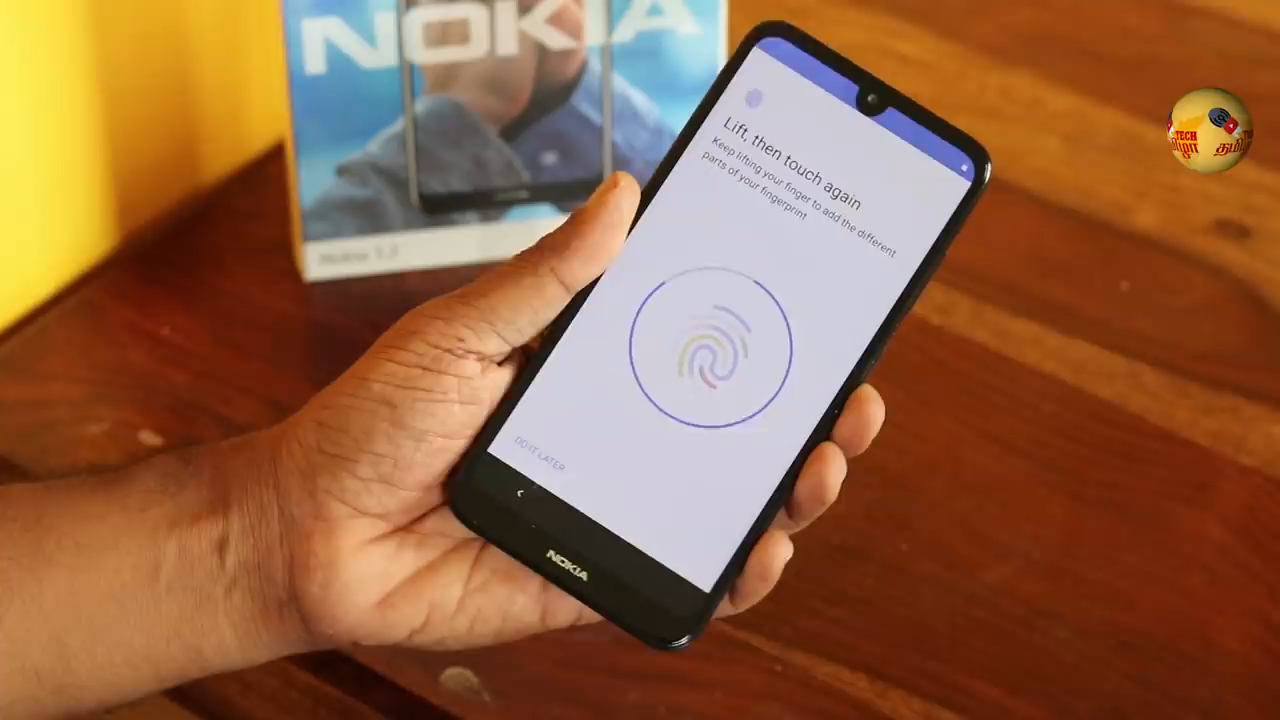 NOKIA
Lift, then touch again
Keep lifting your finger to add the different
parts of your fingerprint
DO IT LATER
NOKIA
TECH
தமிழா